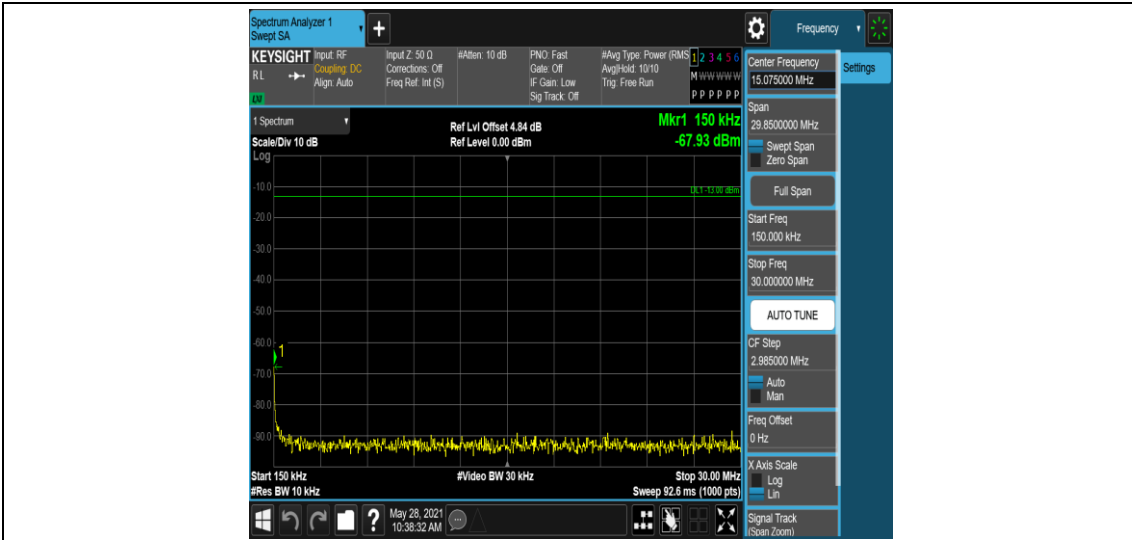 Spectrum Analyzer 1
Swept SA
+
Frequency
KEYSIGHT
RL
LNI
Input: RF
Coupling: DC
Align: Auto
Input Z: 50 Ω
Corrections: Off
Freq Ref: Int (S)
#Atten: 10 dB
PNO: Fast
Gate: Off
IF Gain: Low
Sig Track: Off
#Avg Type: Power (RMS
Avg|Hold: 10/10
Trig: Free Run
1 2 3 4 5 6
M W W W W W
P P P P P P
1 Spectrum
Scale/Div 10 dB
Log
Ref Lvl Offset 4.84 dB
Ref Level 0.00 dBm
Mkr1 150 kHz
-67.93 dBm
DL1 -13.00 dBm
-10.0
-20.0
-30.0
-40.0
-50.0
-60.0
1
-70.0
-80.0
-90.0
Start 150 kHz
#Video BW 30 kHz
Stop 30.00 MHz
#Res BW 10 kHz
Sweep 92.6 ms (1000 pts)
?
May 28, 2021
10:38:32 AM
Center Frequency
15.075000 MHz
Settings
Span
29.8500000 MHz
Swept Span
Zero Span
Full Span
Start Freq
150.000 kHz
Stop Freq
30.000000 MHz
AUTO TUNE
CF Step
2.985000 MHz
Auto
Man
Freq Offset
0 Hz
X Axis Scale
Log
Lin
Signal Track
(Span Zoom)